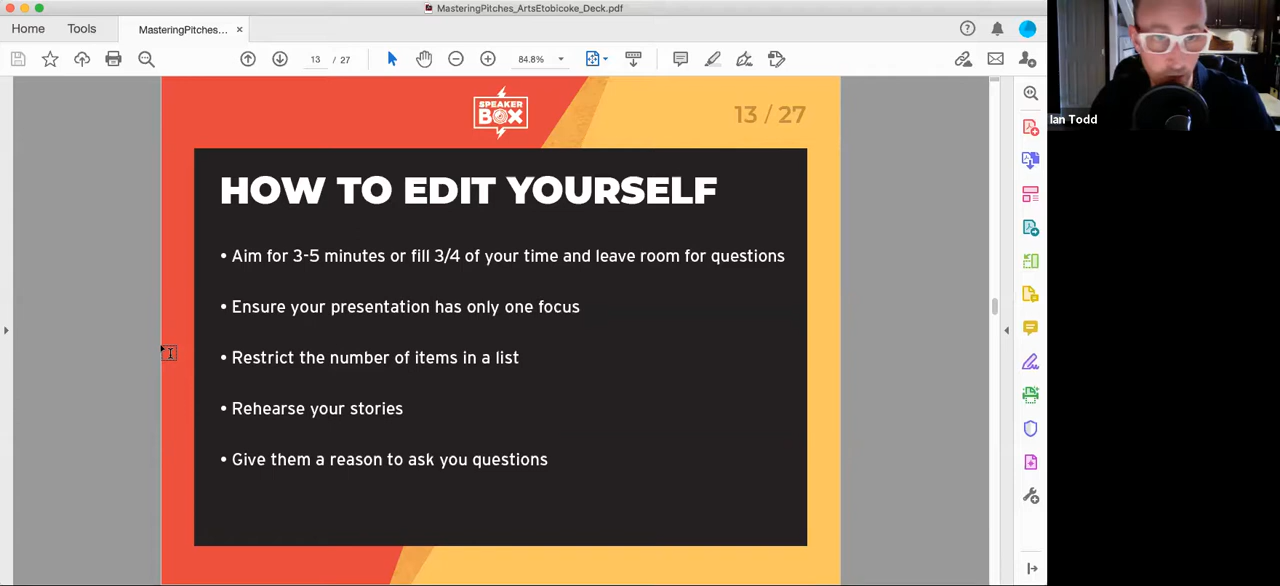 MasteringPitches_ArtsEtobicoke_Deck.pdf
Home
Tools
MasteringPitches...
13 / 27
84.8%
Ian Todd
SPEAKER
BOX
13 / 27
HOW TO EDIT YOURSELF
• Aim for 3-5 minutes or fill 3/4 of your time and leave room for questions
• Ensure your presentation has only one focus
• Restrict the number of items in a list
• Rehearse your stories
• Give them a reason to ask you questions